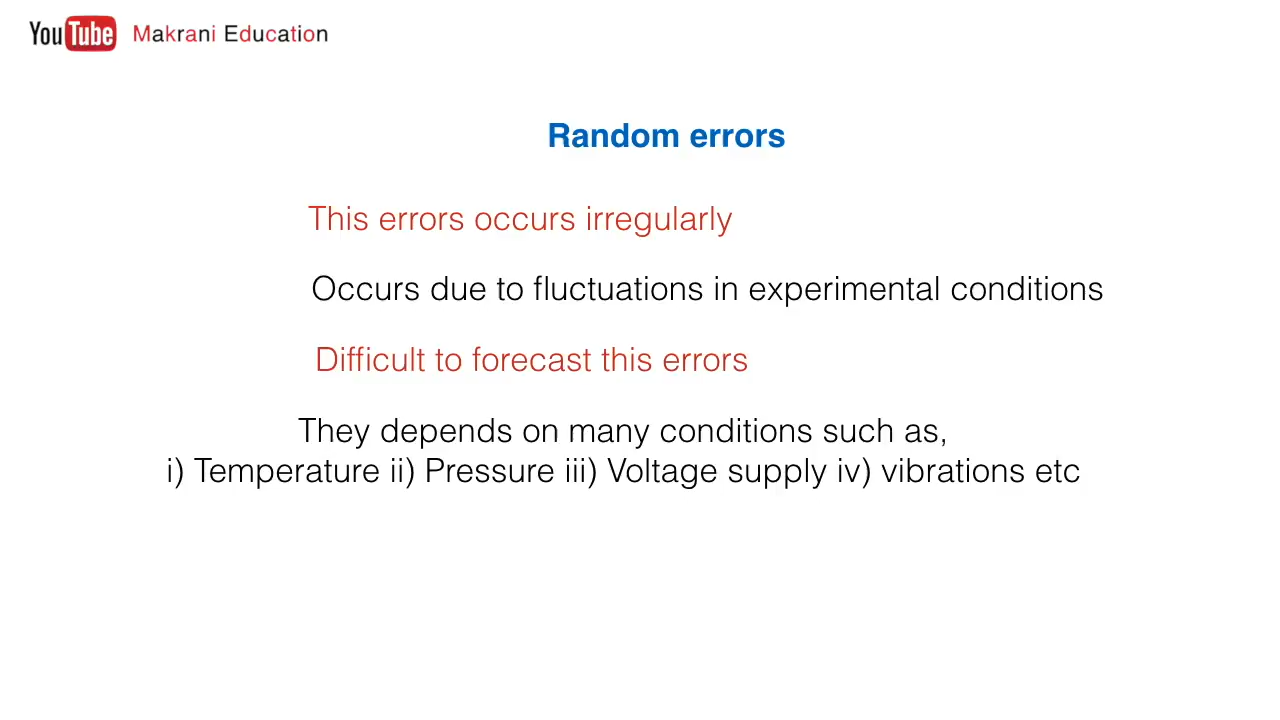 YouTube Makrani Education
Random errors
This errors occurs irregularly
Occurs due to fluctuations in experimental conditions
Difficult to forecast this errors
They depends on many conditions such as,
i) Temperature ii) Pressure iii) Voltage supply iv) vibrations etc